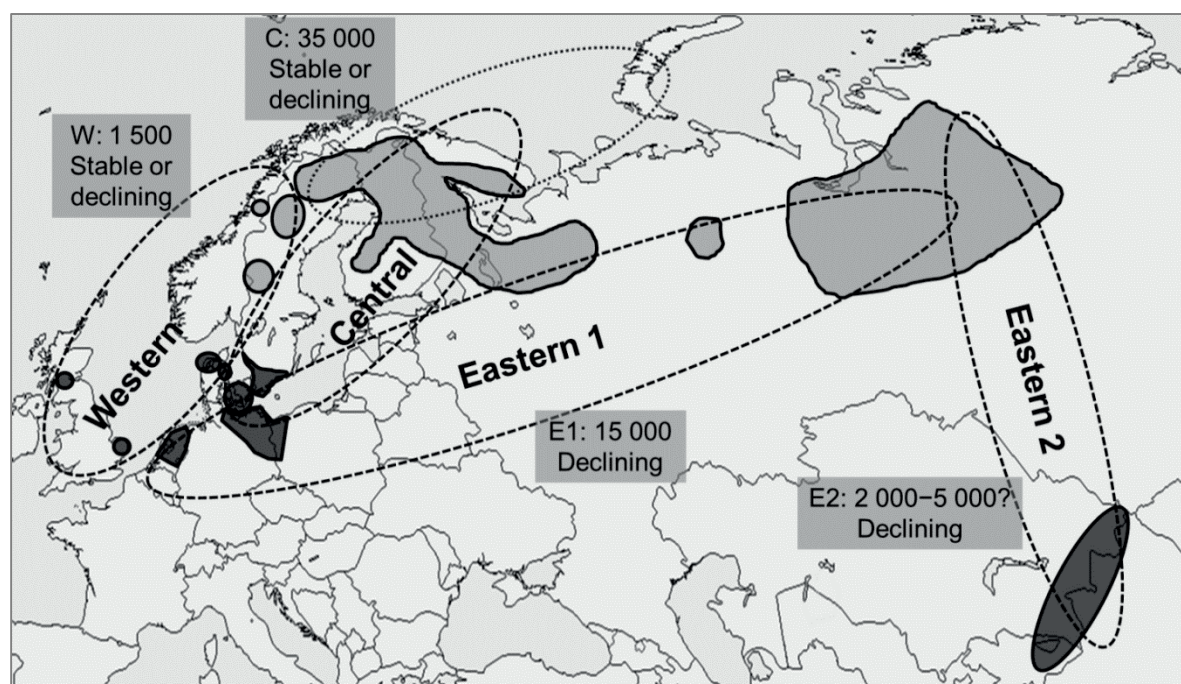 C: 35 000
Stable or
declining
W: 1 500
Stable or
declining
Western
Central
Eastern 1
Eastern 2
E1: 15 000
Declining
E2: 2 000−5 000?
Declining